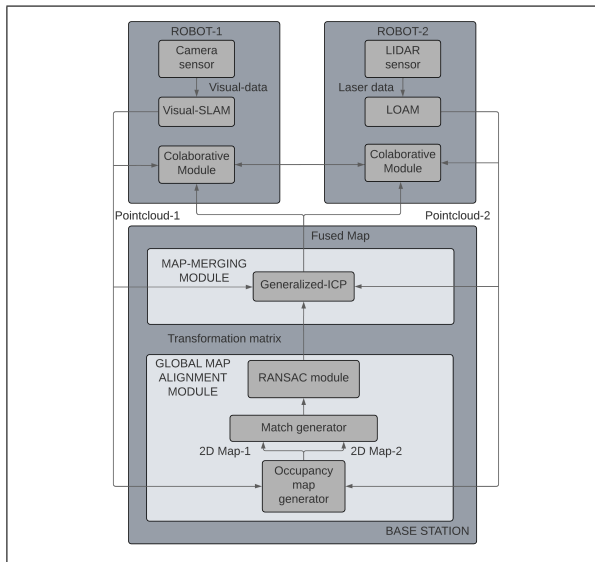 ROBOT-1
Camera
sensor
Visual-data
Visual-SLAM
Colaborative
Module
ROBOT-2
LIDAR
sensor
Laser data
LOAM
Colaborative
Module
Pointcloud-1
Pointcloud-2
Fused Map
MAP-MERGING
MODULE
Generalized-ICP
Transformation matrix
GLOBAL MAP
ALIGNMENT
MODULE
RANSAC module
Match generator
2D Map-1
2D Map-2
Occupancy
map
generator
BASE STATION